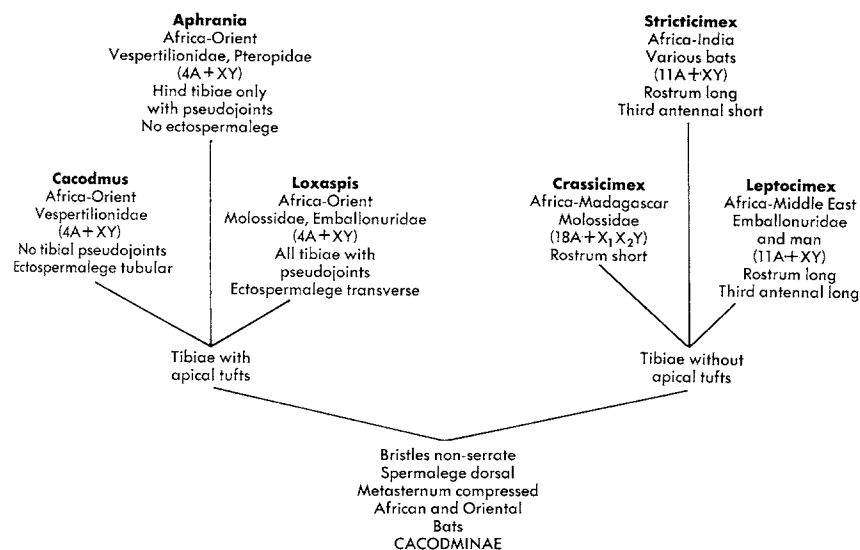 Aphrania
Africa-Orient
Vespertilionidae, Pteropidae
(4A+XY)
Hind tibiae only
with pseudojoints
No ectospermalege
Stricticimex
Africa-India
Various bats
(11A+XY)
Rostrum long
Third antennal short
Cacodmus
Africa-Orient
Vespertilionidae
(4A+XY)
No tibial pseudojoints
Ectospermalege tubular
Loxaspis
Africa-Orient
Molossidae, Emballonuridae
(4A+XY)
All tibiae with
pseudojoints
Ectospermalege transverse
Crassicimex
Africa-Madagascar
Molossidae
(18A+X₁X₂Y)
Rostrum short
Leptocimex
Africa-Middle East
Emballonuridae
and man
(11A+XY)
Rostrum long
Third antennal long
Tibiae with
apical tufts
Tibiae without
apical tufts
Bristles non-serrate
Spermalege dorsal
Metasternum compressed
African and Oriental
Bats
CACODMINAE